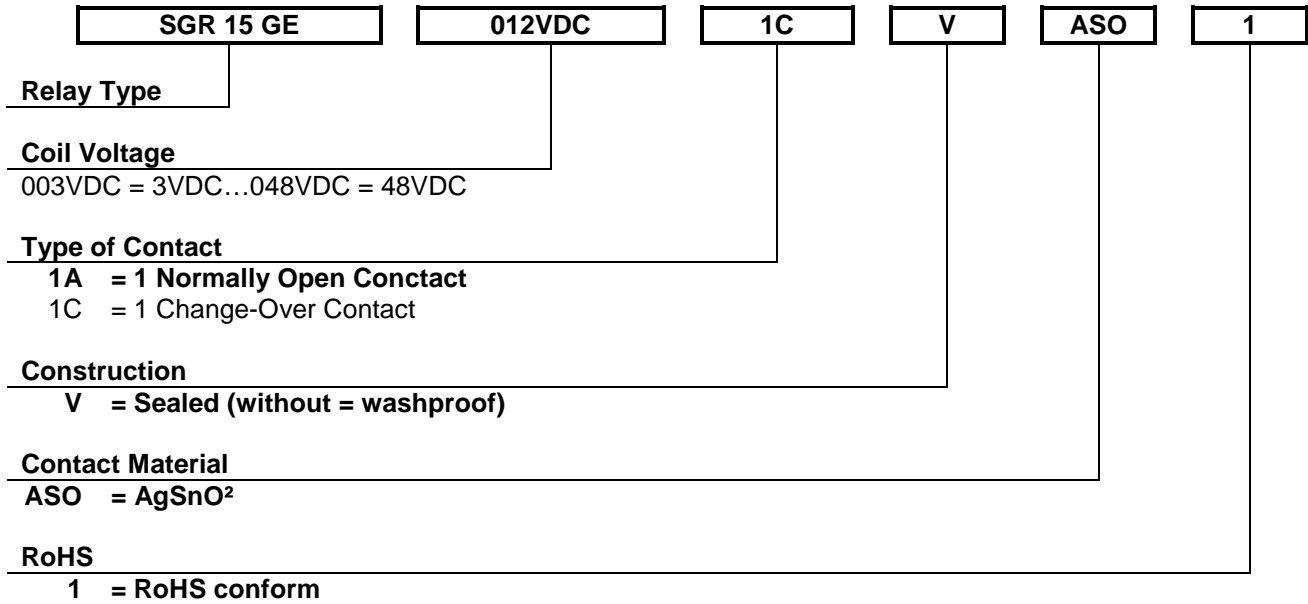 SGR 15 GE 012VDC 1C V ASO 1
Relay Type
Coil Voltage
003VDC = 3VDC…048VDC = 48VDC
Type of Contact
1A = 1 Normally Open Conctact
1C = 1 Change-Over Contact
Construction
V = Sealed (without = washproof)
Contact Material
ASO = AgSnO²
RoHS
1 = RoHS conform